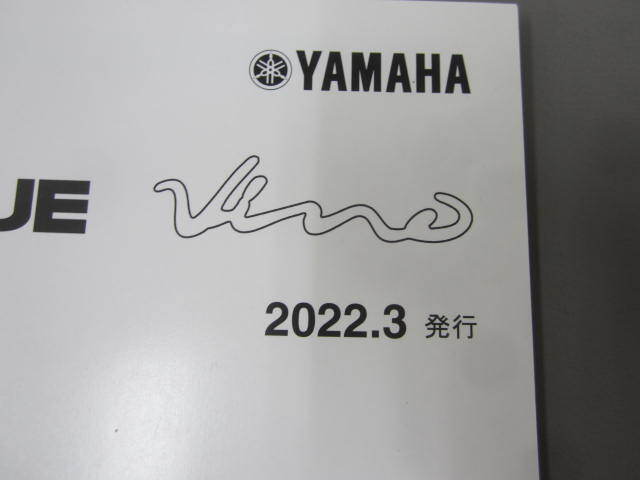 YAMAHA
UE Vino
2022.3 発行